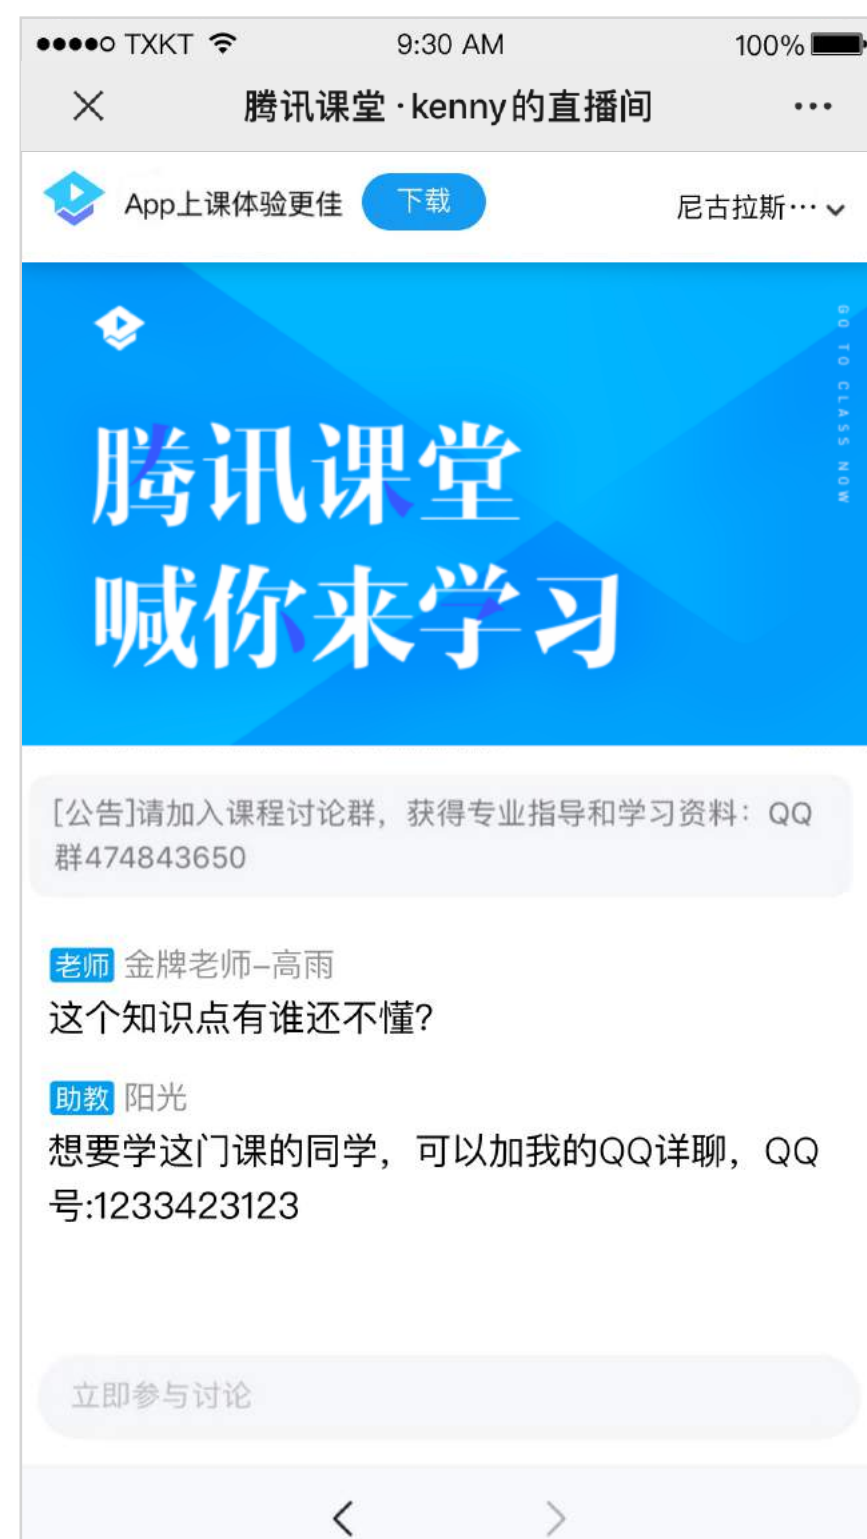 TXKT 9:30 AM 100%
腾讯课堂·kenny的直播间
App上课体验更佳 下载 尼古拉斯…
GO TO CLASS NOW
腾讯课堂
喊你来学习
[公告]请加入课程讨论群，获得专业指导和学习资料：QQ
群474843650
老师 金牌老师-高雨
这个知识点有谁还不懂?
助教 阳光
想要学这门课的同学，可以加我的QQ详聊，QQ
号:1233423123
立即参与讨论